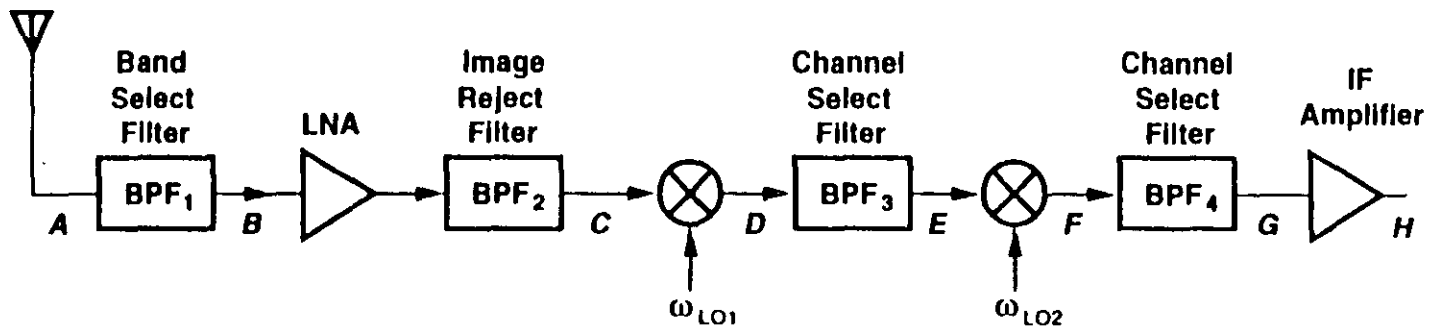 Band
Select
Filter
LNA
Image
Reject
Filter
Channel
Select
Filter
Channel
Select
Filter
IF
Amplifier
BPF1
BPF2
BPF3
BPF4
A
B
C
D
E
F
G
H
ωLO1
ωLO2